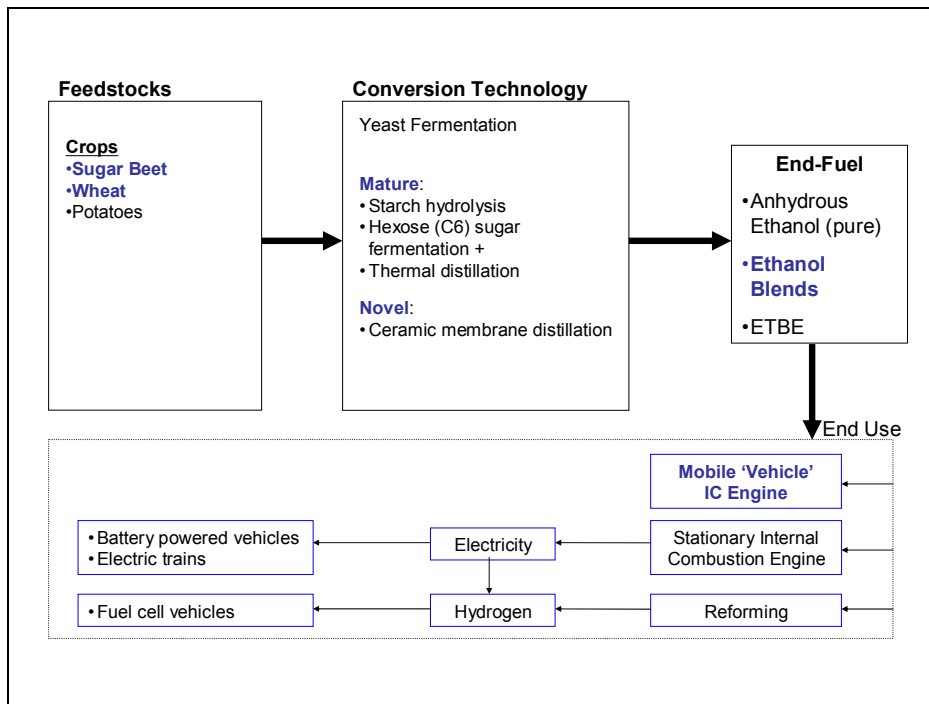 Feedstocks
Crops
•Sugar Beet
•Wheat
•Potatoes
Conversion Technology
Yeast Fermentation
Mature:
• Starch hydrolysis
• Hexose (C6) sugar
fermentation +
• Thermal distillation
Novel:
• Ceramic membrane distillation
End-Fuel
•Anhydrous
Ethanol (pure)
•Ethanol
Blends
•ETBE
End Use
Mobile ‘Vehicle’
IC Engine
• Battery powered vehicles
• Electric trains
Electricity
Stationary Internal
Combustion Engine
• Fuel cell vehicles
Hydrogen
Reforming